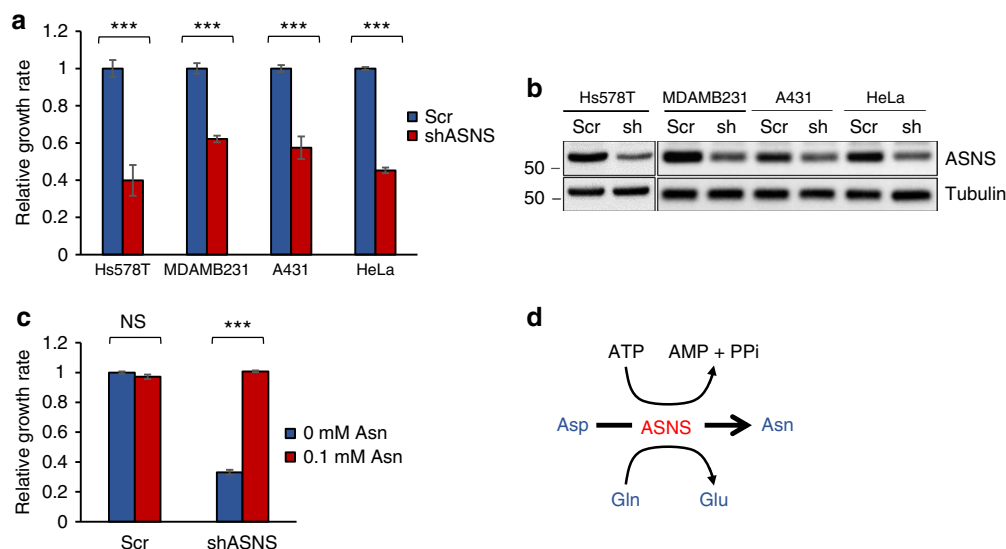 a
Relative growth rate
1.2
1
0.8
0.6
0.4
0.2
0
*** *** *** ***
Hs578T MDAMB231 A431 HeLa
Scr
shASNS
b
Hs578T MDAMB231 A431 HeLa
Scr sh Scr sh Scr sh Scr sh
50 – ASNS
50 – Tubulin
c
Relative growth rate
NS ***
1.2
1.0
0.8
0.6
0.4
0.2
0
Scr shASNS
0 mM Asn
0.1 mM Asn
d
ATP AMP + PPi
Asp ASNS Asn
Gln Glu